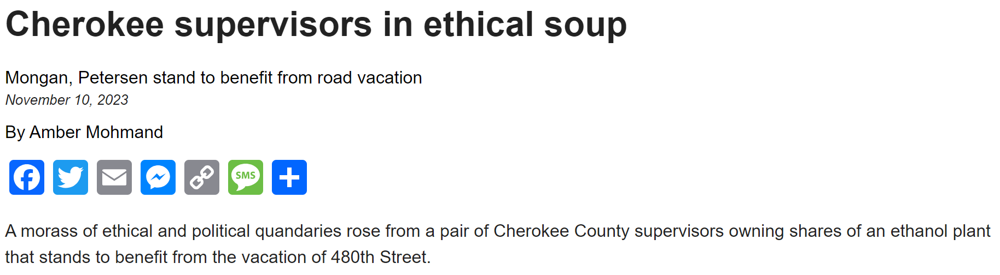 Cherokee supervisors in ethical soup
Mongan, Petersen stand to benefit from road vacation
November 10, 2023
By Amber Mohmand
SMS
A morass of ethical and political quandaries rose from a pair of Cherokee County supervisors owning shares of an ethanol plant
that stands to benefit from the vacation of 480th Street.